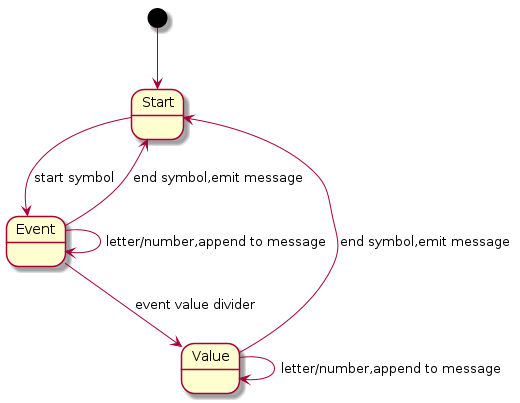 Start
start symbol
end symbol,emit message
Event
letter/number,append to message
end symbol,emit message
event value divider
Value
letter/number,append to message